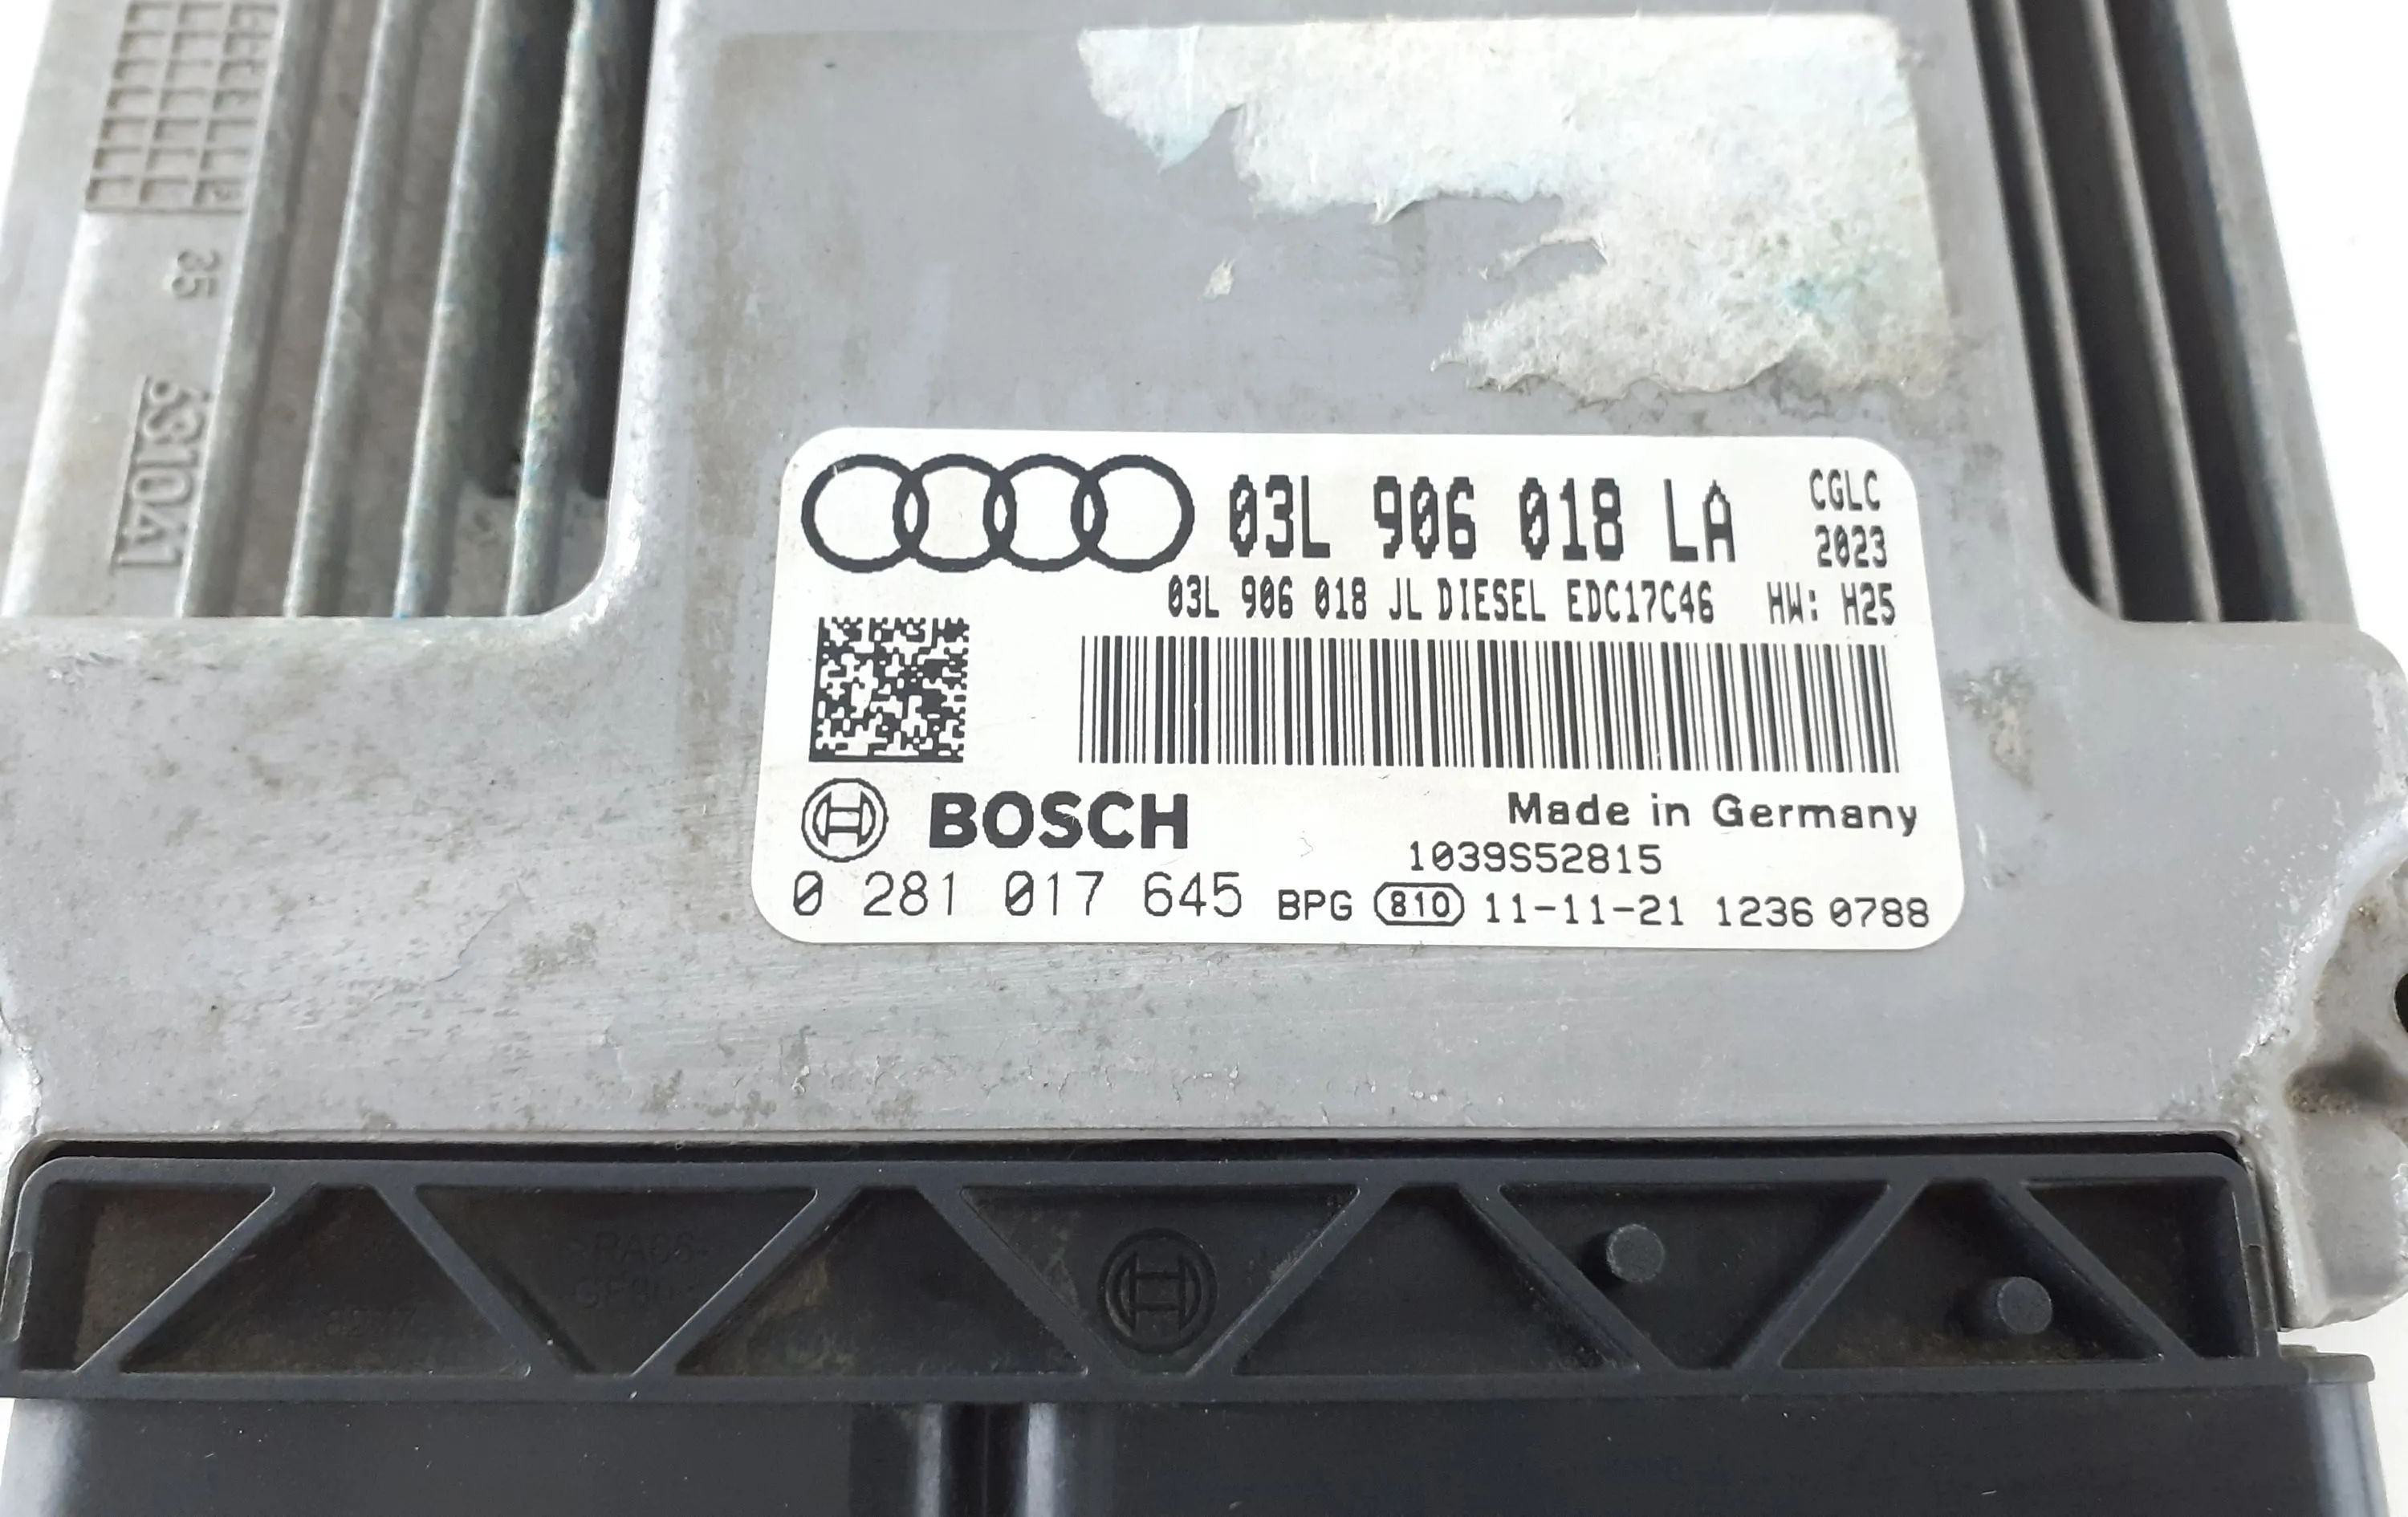 35
6S1041
03L 906 018 LA
CGLC
2023
03L 906 018 JL DIESEL EDC17C46 HW: H25
BOSCH
Made in Germany
1039S52815
0 281 017 645 BPG 810 11-11-21 1236 0788